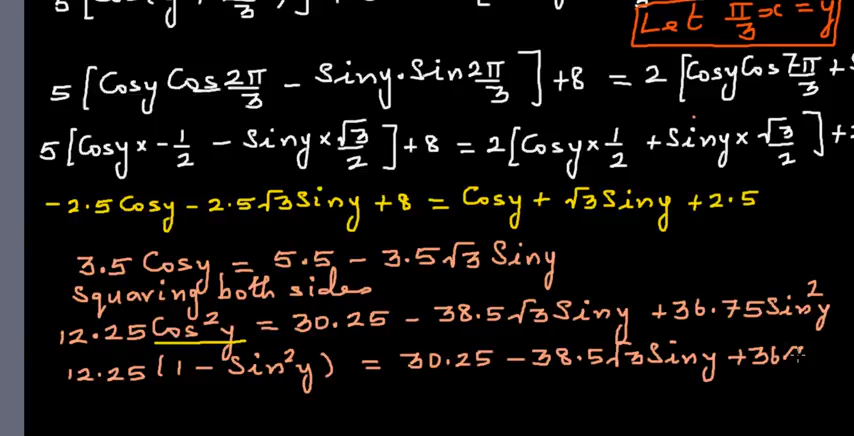 Let π/3 x = y
5[Cosy Cos 2π/3 - Siny.Sin 2π/3] + 8 = 2[CosyCos 7π/3 +
5[Cosy × -1/2 - Siny × √3/2] + 8 = 2[Cosy × 1/2 + Siny × √3/2] + 2
-2.5Cosy - 2.5√3Siny + 8 = Cosy + √3Siny + 2.5
3.5 Cosy = 5.5 - 3.5√3 Siny
Squaring both sides
12.25Cos²y = 30.25 - 38.5√3Siny + 36.75Sin²y
12.25(1 - Sin²y) = 30.25 - 38.5√3Siny + 36